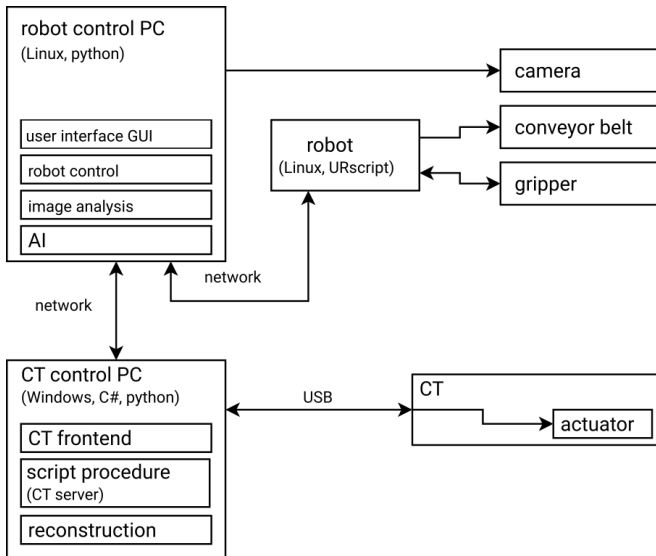 robot control PC
(Linux, python)
user interface GUI
robot control
image analysis
AI
camera
robot
(Linux, URscript)
conveyor belt
gripper
network
network
CT control PC
(Windows, C#, python)
CT frontend
script procedure
(CT server)
reconstruction
USB
CT
actuator